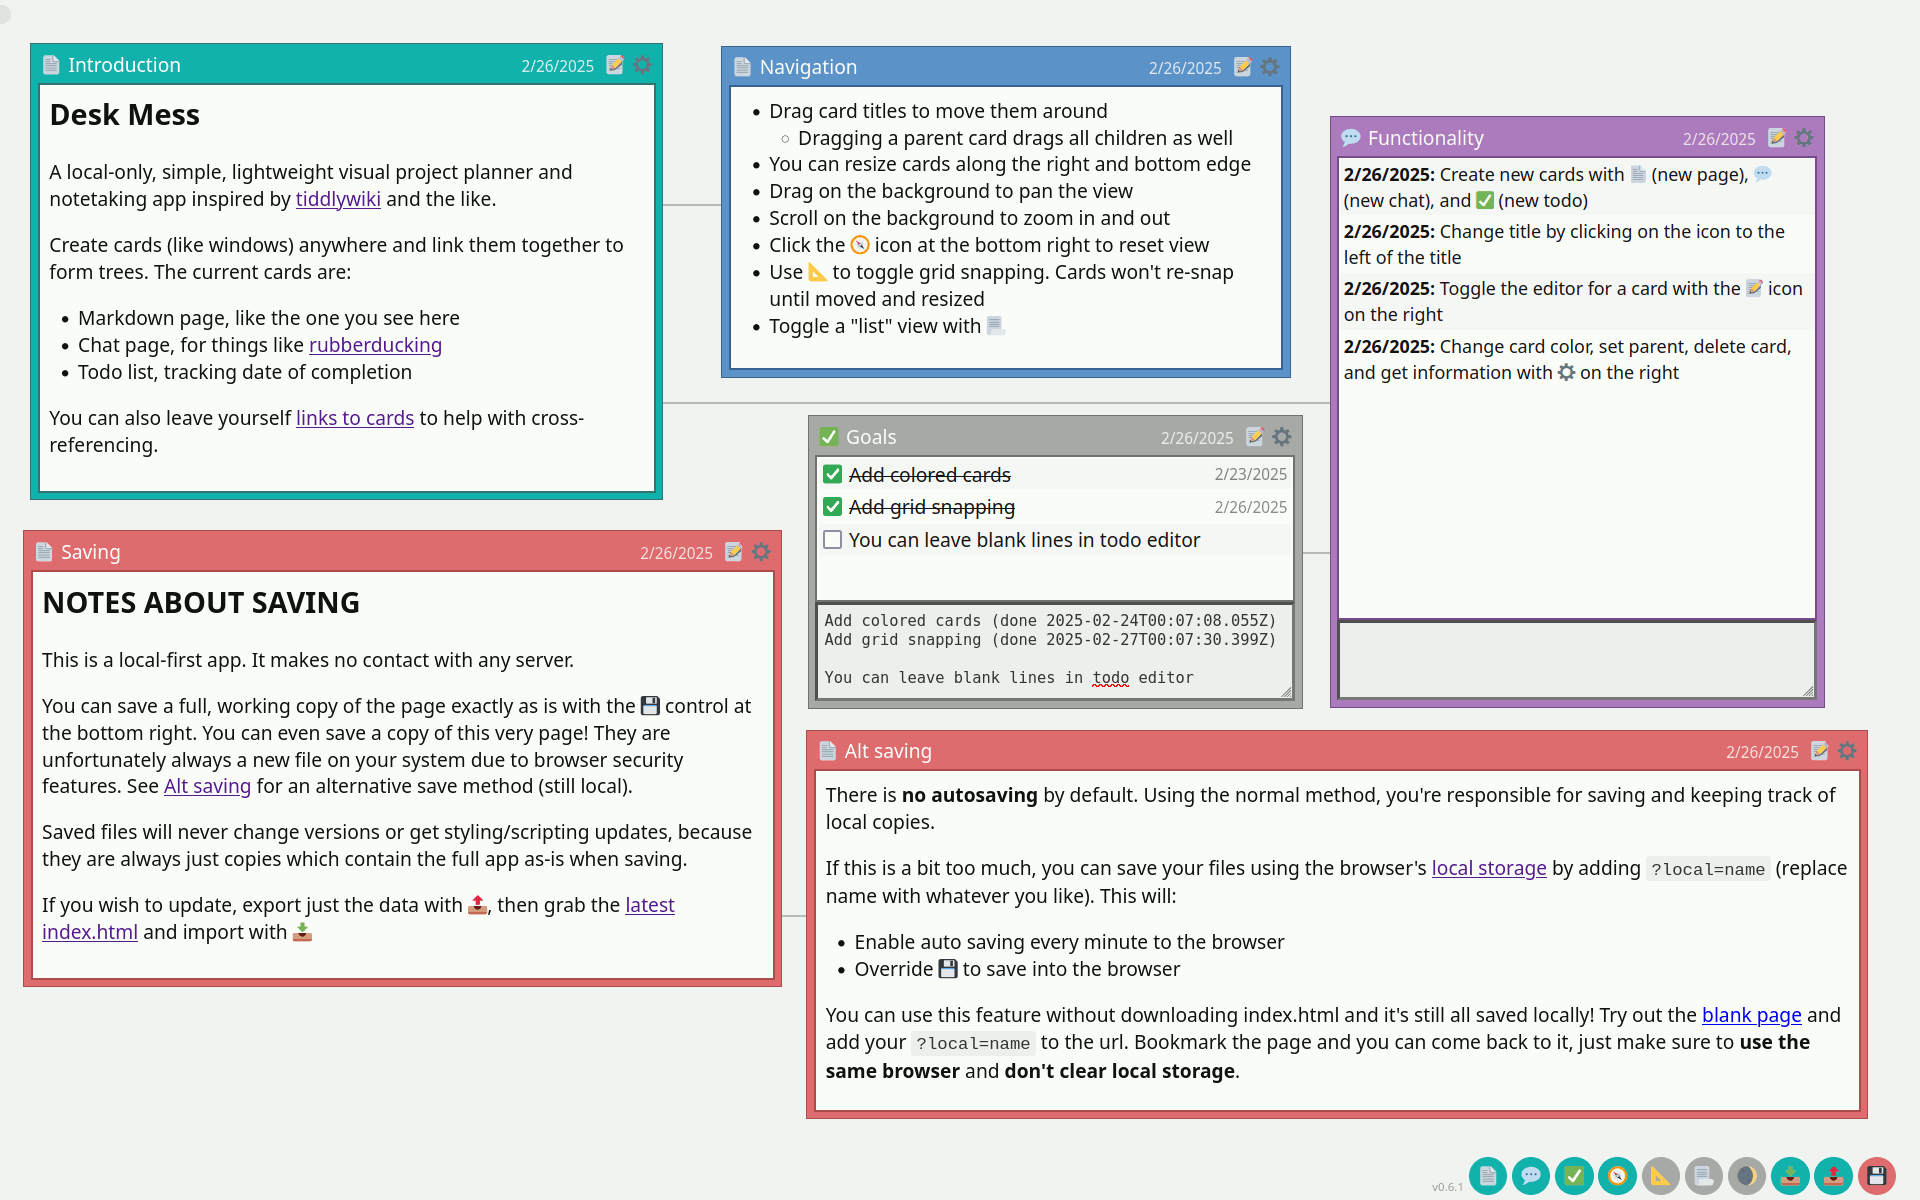 Introduction 2/26/2025
Desk Mess
A local-only, simple, lightweight visual project planner and
notetaking app inspired by tiddlywiki and the like.
Create cards (like windows) anywhere and link them together to
form trees. The current cards are:
• Markdown page, like the one you see here
• Chat page, for things like rubberducking
• Todo list, tracking date of completion
You can also leave yourself links to cards to help with cross-
referencing.
Navigation 2/26/2025
• Drag card titles to move them around
◦ Dragging a parent card drags all children as well
• You can resize cards along the right and bottom edge
• Drag on the background to pan the view
• Scroll on the background to zoom in and out
• Click the 🧭 icon at the bottom right to reset view
• Use 📐 to toggle grid snapping. Cards won't re-snap
until moved and resized
• Toggle a "list" view with 📃
Functionality 2/26/2025
2/26/2025: Create new cards with 📄 (new page), 💬
(new chat), and ✅ (new todo)
2/26/2025: Change title by clicking on the icon to the
left of the title
2/26/2025: Toggle the editor for a card with the 📝 icon
on the right
2/26/2025: Change card color, set parent, delete card,
and get information with ⚙️ on the right
Goals 2/26/2025
Add colored cards 2/23/2025
Add grid snapping 2/26/2025
You can leave blank lines in todo editor
Add colored cards (done 2025-02-24T00:07:08.055Z)
Add grid snapping (done 2025-02-27T00:07:30.399Z)
You can leave blank lines in todo editor
Saving 2/26/2025
NOTES ABOUT SAVING
This is a local-first app. It makes no contact with any server.
You can save a full, working copy of the page exactly as is with the 💾 control at
the bottom right. You can even save a copy of this very page! They are
unfortunately always a new file on your system due to browser security
features. See Alt saving for an alternative save method (still local).
Saved files will never change versions or get styling/scripting updates, because
they are always just copies which contain the full app as-is when saving.
If you wish to update, export just the data with 📤, then grab the latest
index.html and import with 📥
Alt saving 2/26/2025
There is no autosaving by default. Using the normal method, you're responsible for saving and keeping track of
local copies.
If this is a bit too much, you can save your files using the browser's local storage by adding ?local=name (replace
name with whatever you like). This will:
• Enable auto saving every minute to the browser
• Override 💾 to save into the browser
You can use this feature without downloading index.html and it's still all saved locally! Try out the blank page and
add your ?local=name to the url. Bookmark the page and you can come back to it, just make sure to use the
same browser and don't clear local storage.
v0.6.1